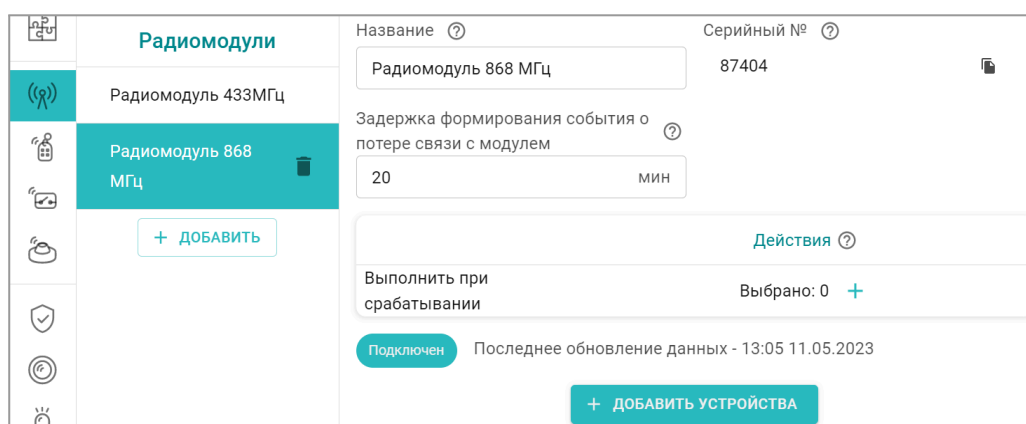 Радиомодули
Радиомодуль 433МГц
Радиомодуль 868
МГц
+ ДОБАВИТЬ
Название ?
Серийный № ?
Радиомодуль 868 МГц
87404
Задержка формирования события о
потере связи с модулем ?
20 мин
Действия ?
Выполнить при
срабатывании
Выбрано: 0 +
Подключен
Последнее обновление данных - 13:05 11.05.2023
+ ДОБАВИТЬ УСТРОЙСТВА